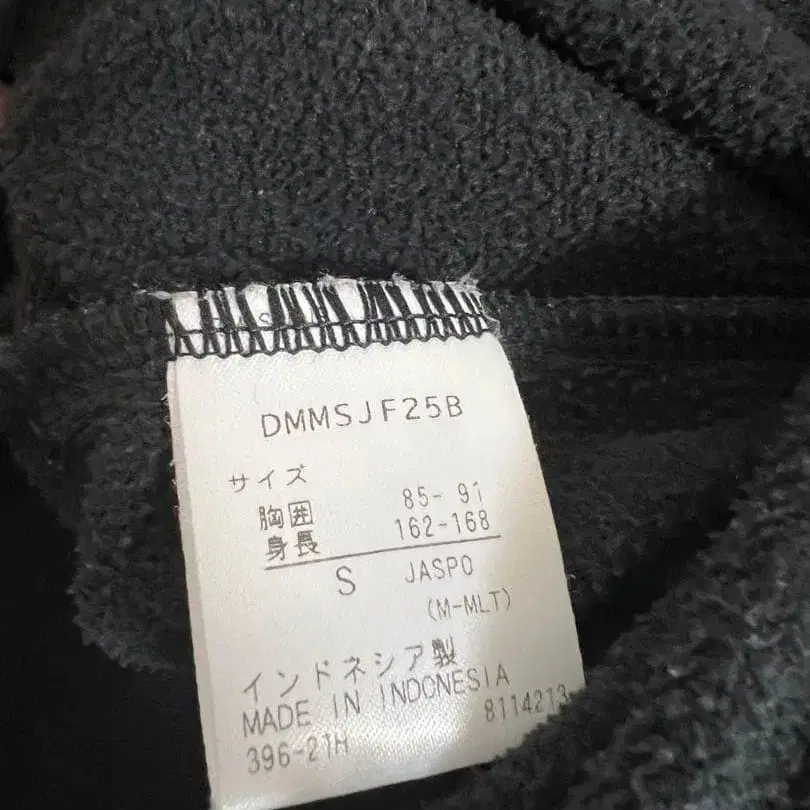 DMMSJF25B
サイズ
胸囲 85-91
身長 162-168
S JASPO
(M-MLT)
インドネシア製
MADE IN INDONESIA
396-21H 8114213